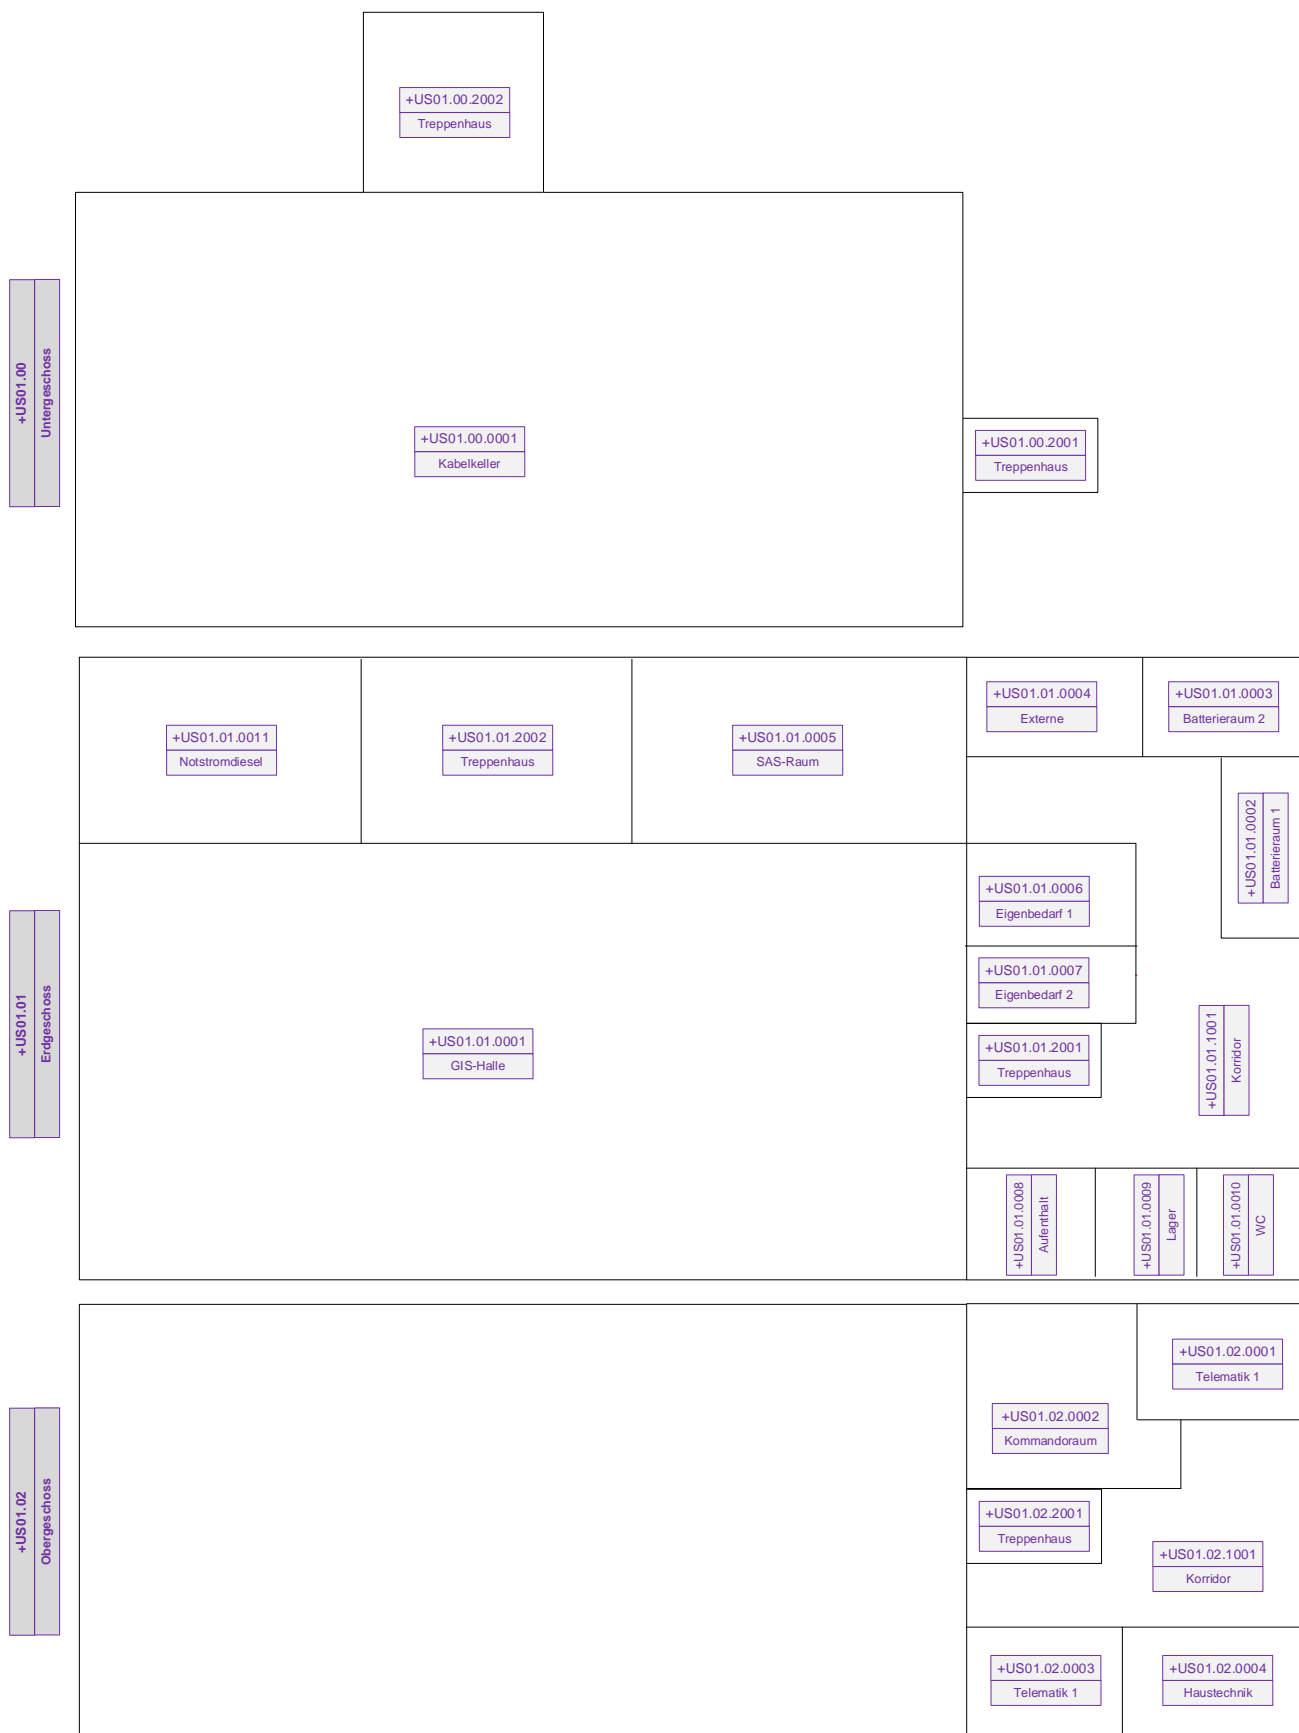 +US01.00
Untergeschoss
+US01.00.2002
Treppenhaus
+US01.00.0001
Kabelkeller
+US01.00.2001
Treppenhaus
+US01.01
Erdgeschoss
+US01.01.0011
Notstromdiesel
+US01.01.2002
Treppenhaus
+US01.01.0005
SAS-Raum
+US01.01.0004
Externe
+US01.01.0003
Batterieraum 2
+US01.01.0002
Batterieraum 1
+US01.01.0006
Eigenbedarf 1
+US01.01.0007
Eigenbedarf 2
+US01.01.0001
GIS-Halle
+US01.01.2001
Treppenhaus
+US01.01.1001
Korridor
+US01.01.0008
Aufenthalt
+US01.01.0009
Lager
+US01.01.0010
WC
+US01.02
Obergeschoss
+US01.02.0001
Telematik 1
+US01.02.0002
Kommandoraum
+US01.02.2001
Treppenhaus
+US01.02.1001
Korridor
+US01.02.0003
Telematik 1
+US01.02.0004
Haustechnik